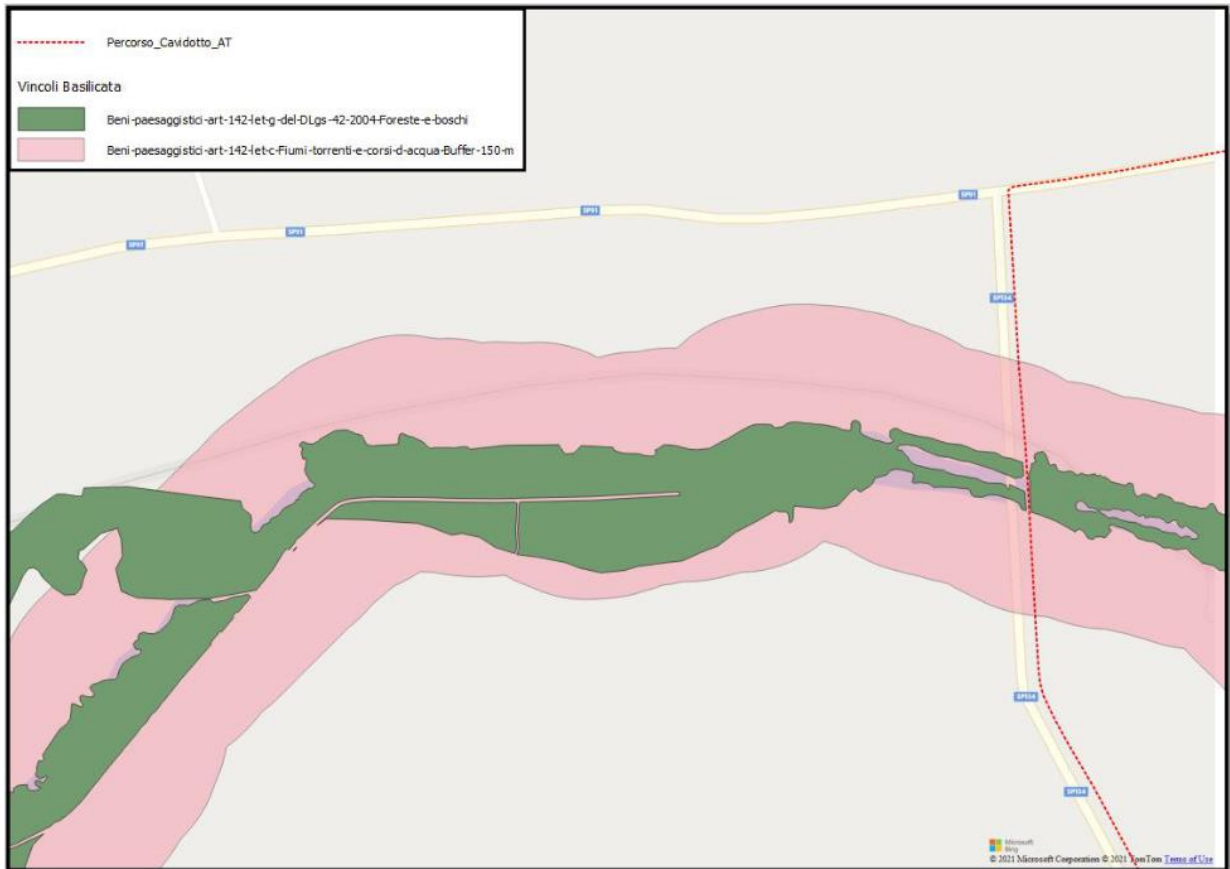 Percorso_Cavidotto_AT
Vincoli Basilicata
Beni-paesaggistici-art-142-let-g-del-DLgs-42-2004-Foreste-e-boschi
Beni-paesaggistici-art-142-let-c-Fiumi-torrenti-e-corsi-d-acqua-Buffer-150-m
SP91
SP91
SP91
SP91
SP134
SP134
SP134
Microsoft
Bing
© 2021 Microsoft Corporation © 2021 TomTom Terms of Use